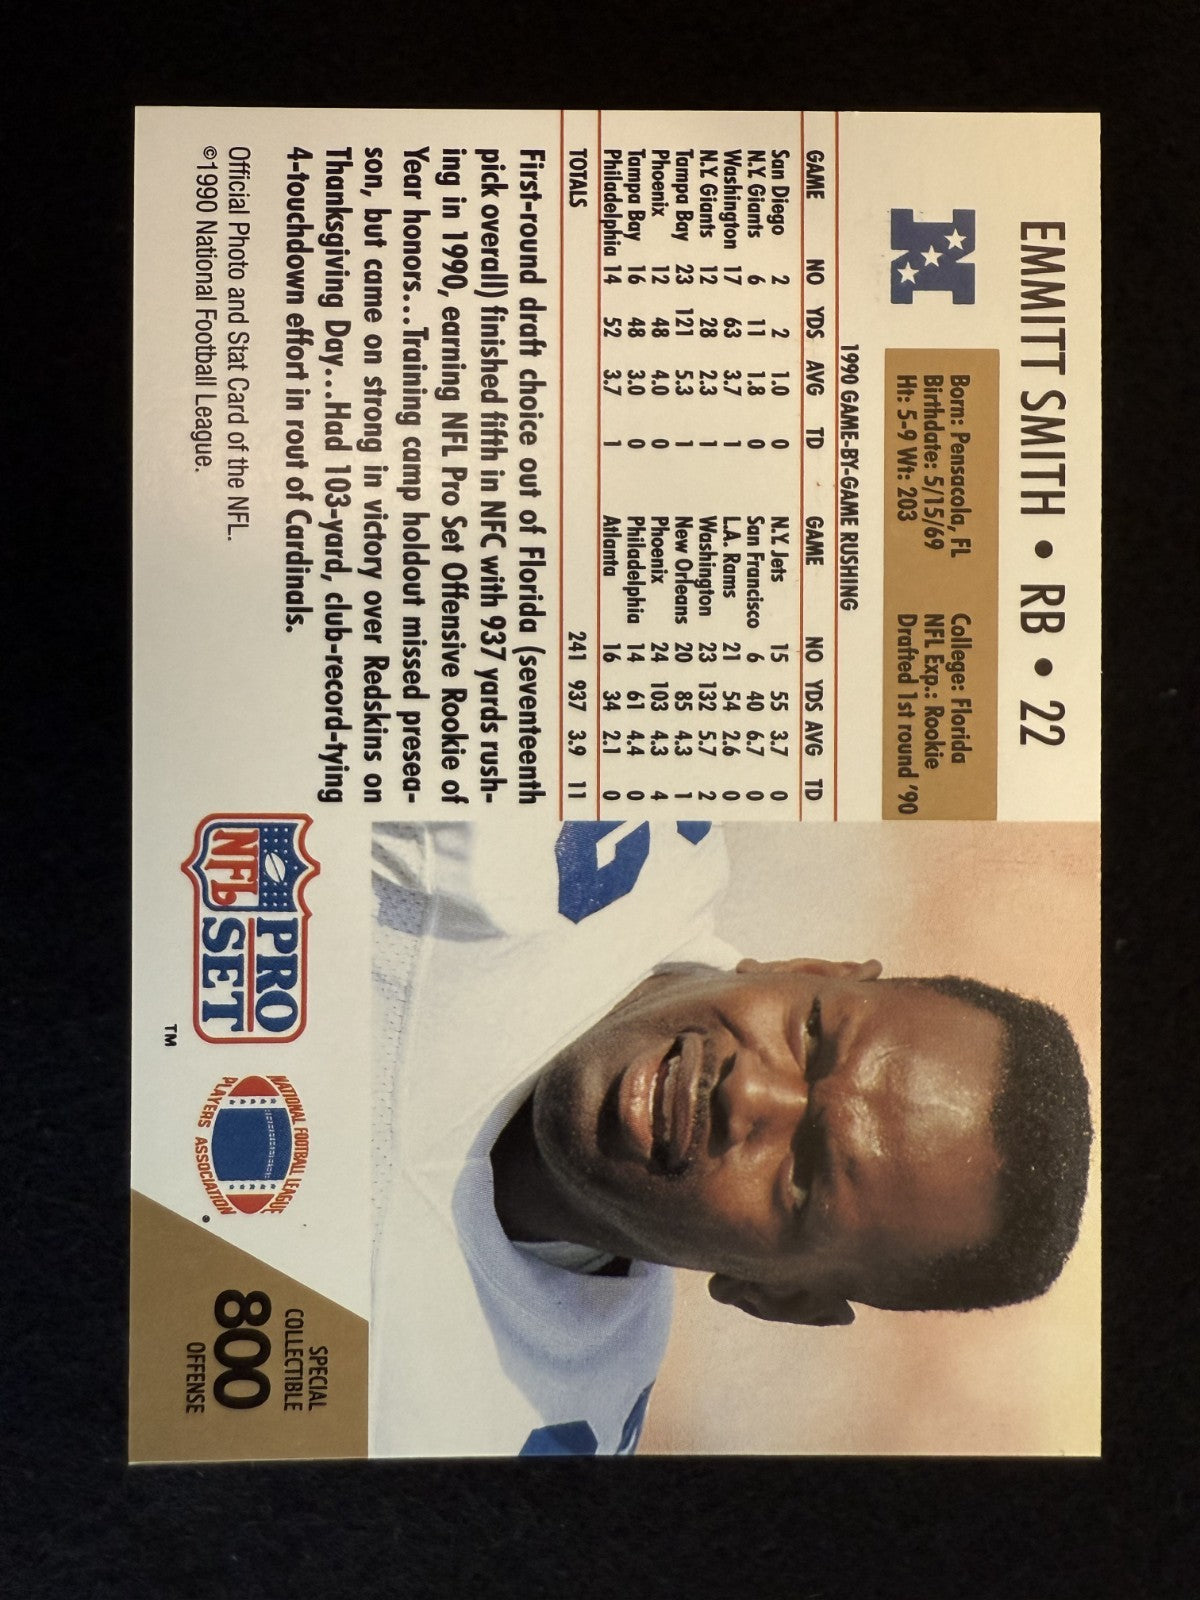 EMMITT SMITH • RB • 22
Born: Pensacola, FL College: Florida
Birthdate: 5/15/69 NFL Exp.: Rookie
Ht: 5-9 Wt: 203 Drafted 1st round '90
1990 GAME-BY-GAME RUSHING
GAME NO YDS AVG TD GAME NO YDS AVG TD
San Diego 2 2 1.0 0 N.Y. Jets 15 55 3.7 0
N.Y. Giants 6 11 1.8 0 San Francisco 6 40 6.7 0
Washington 17 63 3.7 1 L.A. Rams 21 54 2.6 0
N.Y. Giants 12 28 2.3 1 Washington 23 132 5.7 2
Tampa Bay 23 121 5.3 1 New Orleans 20 85 4.3 1
Phoenix 12 48 4.0 0 Phoenix 24 103 4.3 4
Tampa Bay 16 48 3.0 0 Philadelphia 14 61 4.4 0
Philadelphia 14 52 3.7 1 Atlanta 16 34 2.1 0
TOTALS 241 937 3.9 11
First-round draft choice out of Florida (seventeenth
pick overall) finished fifth in NFC with 937 yards rush-
ing in 1990, earning NFL Pro Set Offensive Rookie of
Year honors...Training camp holdout missed presea-
son, but came on strong in victory over Redskins on
Thanksgiving Day...Had 103-yard, club-record-tying
4-touchdown effort in rout of Cardinals.
Official Photo and Stat Card of the NFL.
©1990 National Football League.
PRO
NFL SET
TM
NATIONAL FOOTBALL LEAGUE
PLAYERS ASSOCIATION
SPECIAL
COLLECTIBLE
800
OFFENSE